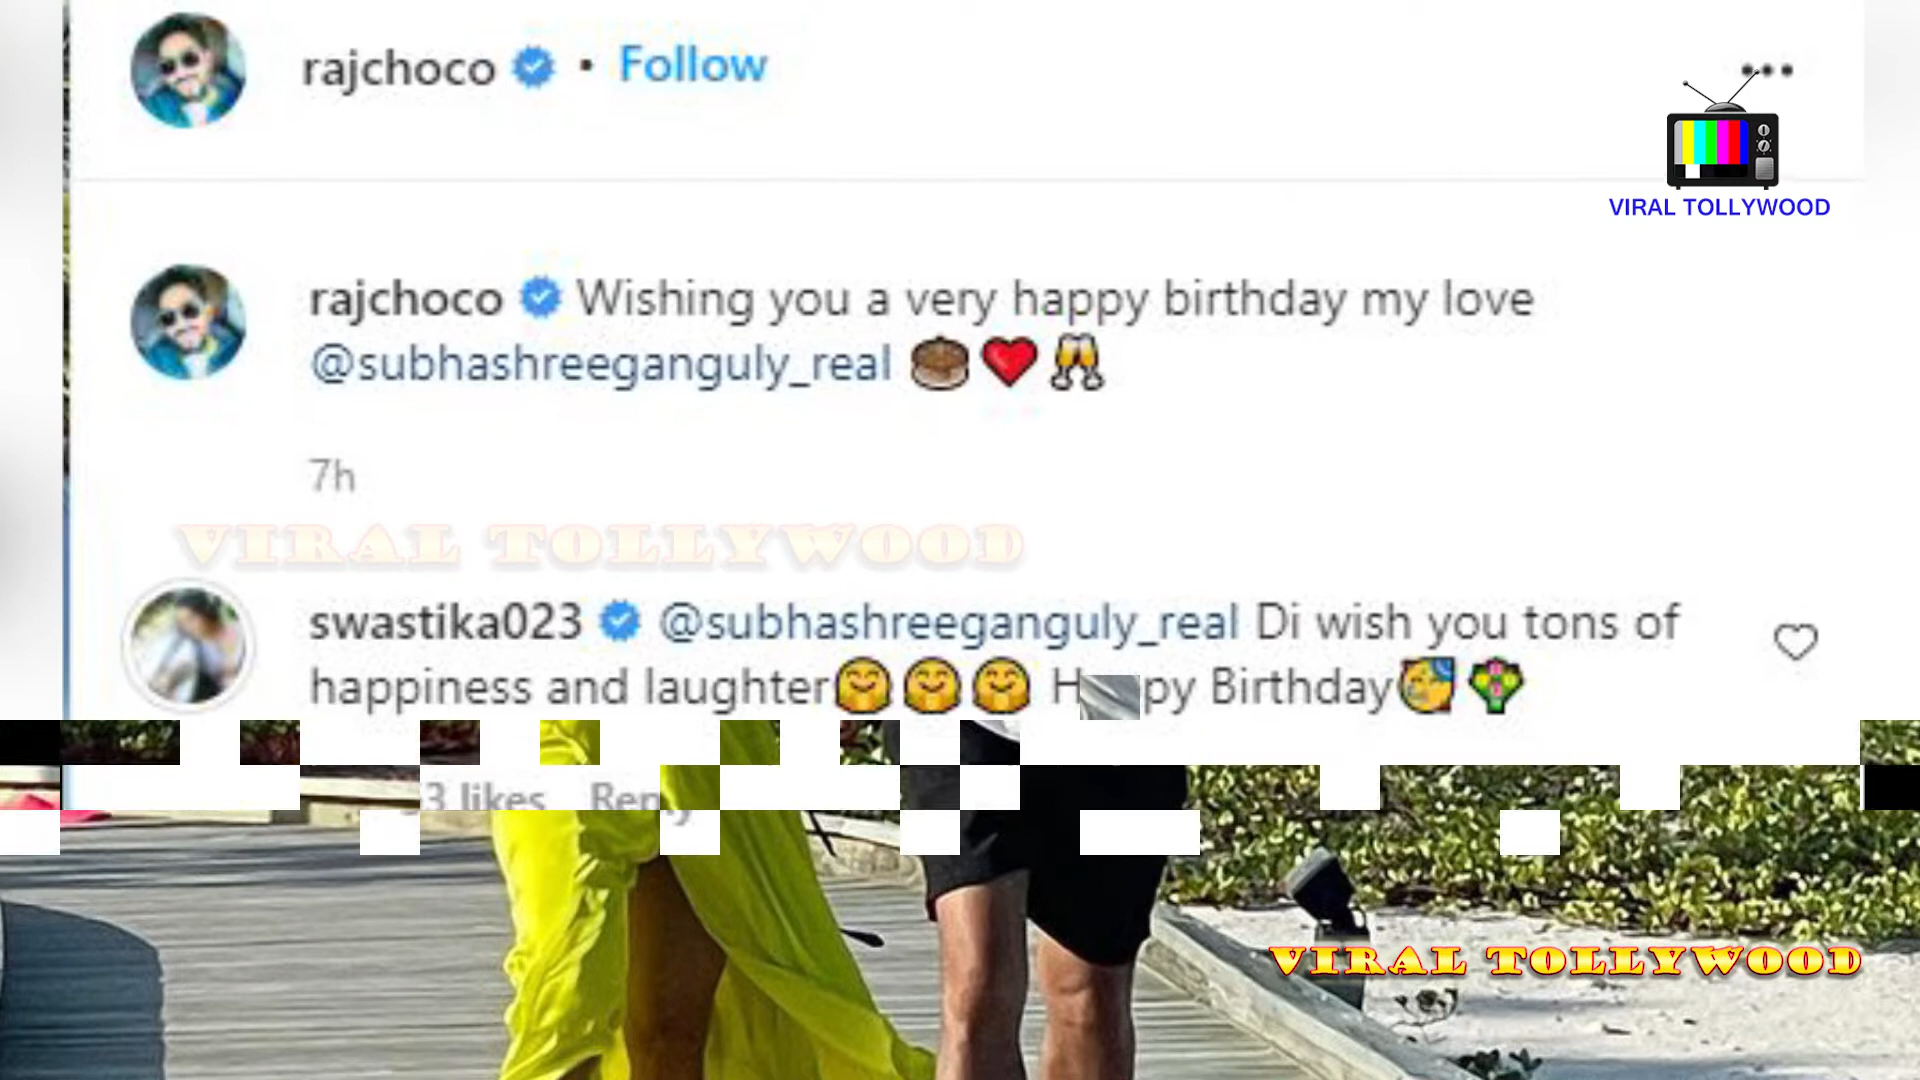 rajchoco • Follow
VIRAL TOLLYWOOD
rajchoco Wishing you a very happy birthday my love
@subhashreeganguly_real 🎂❤️🥂
7h
VIRAL TOLLYWOOD
swastika023 @subhashreeganguly_real Di wish you tons of
happiness and laughter🤗🤗🤗 H py Birthday🥳💐
3 likes
VIRAL TOLLYWOOD